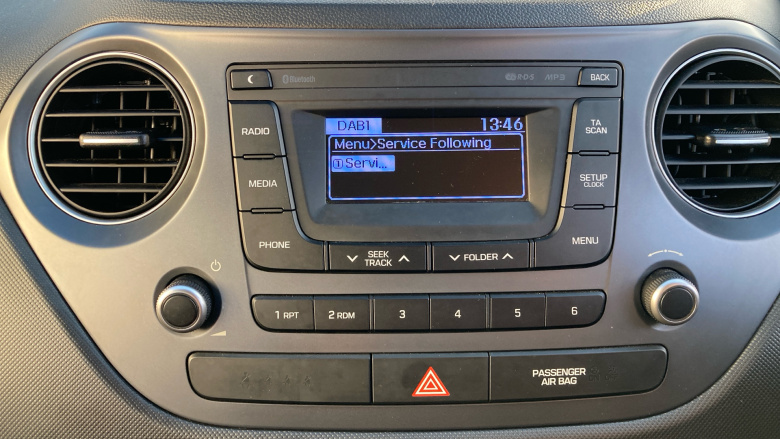 Bluetooth
R·D·S
MP3
BACK
RADIO
MEDIA
PHONE
DAB1
13:46
Menu>Service Following
1 Servi...
TA
SCAN
SETUP
CLOCK
MENU
SEEK
TRACK
FOLDER
1 RPT
2 RDM
3
4
5
6
PASSENGER
AIR BAG